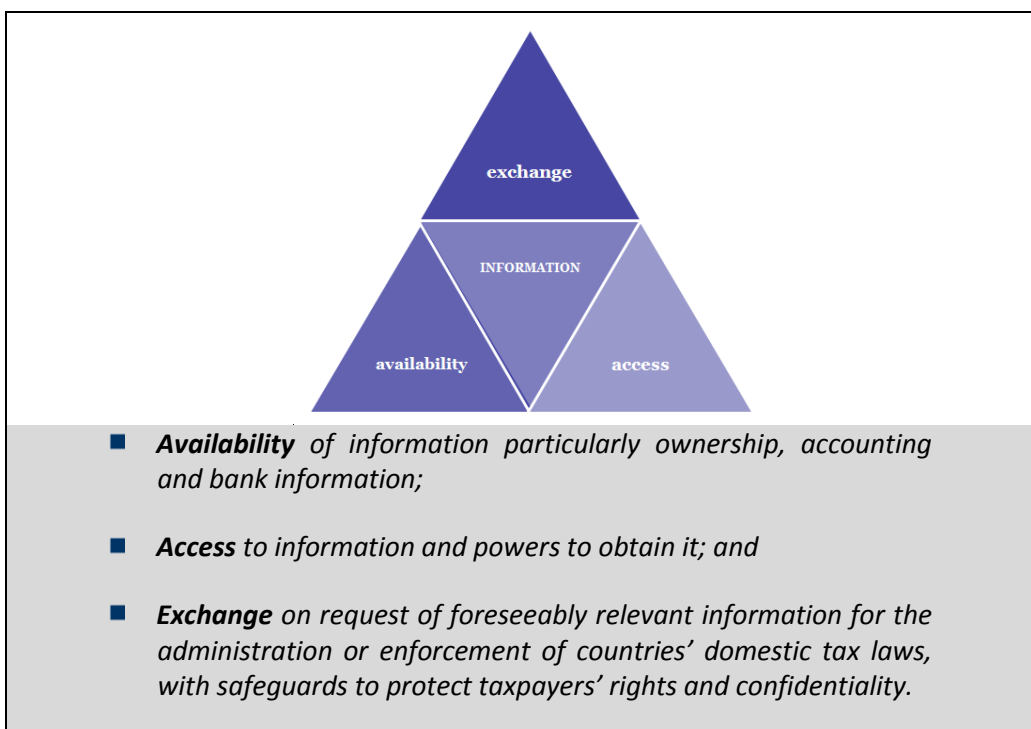 exchange
INFORMATION
availability
access
Availability of information particularly ownership, accounting
and bank information;
Access to information and powers to obtain it; and
Exchange on request of foreseeably relevant information for the
administration or enforcement of countries’ domestic tax laws,
with safeguards to protect taxpayers’ rights and confidentiality.